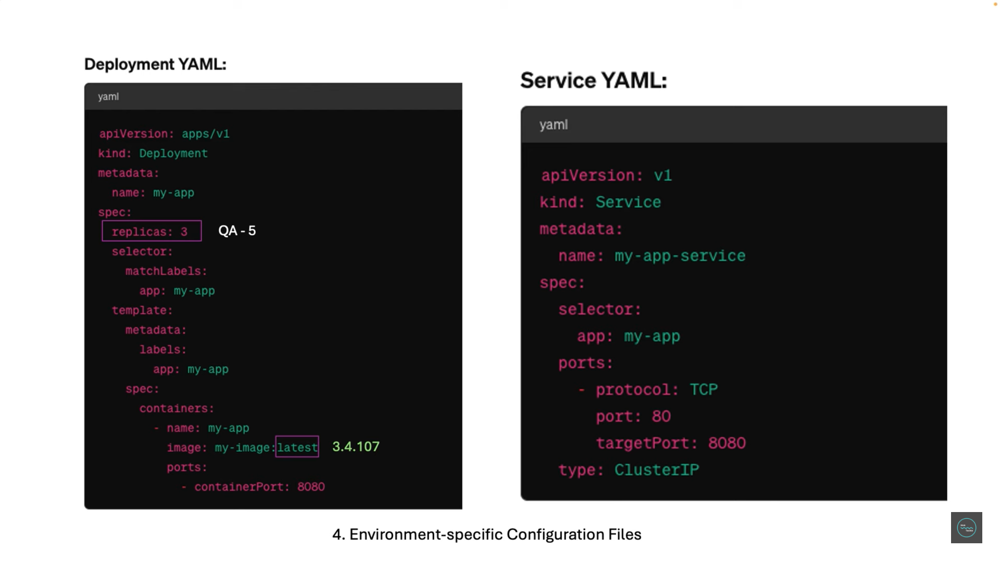 Deployment YAML:
yaml
apiVersion: apps/v1
kind: Deployment
metadata:
  name: my-app
spec:
  replicas: 3 QA - 5
  selector:
    matchLabels:
      app: my-app
  template:
    metadata:
      labels:
        app: my-app
    spec:
      containers:
        - name: my-app
          image: my-image:latest 3.4.107
          ports:
            - containerPort: 8080
Service YAML:
yaml
apiVersion: v1
kind: Service
metadata:
  name: my-app-service
spec:
  selector:
    app: my-app
  ports:
    - protocol: TCP
      port: 80
      targetPort: 8080
  type: ClusterIP
4. Environment-specific Configuration Files